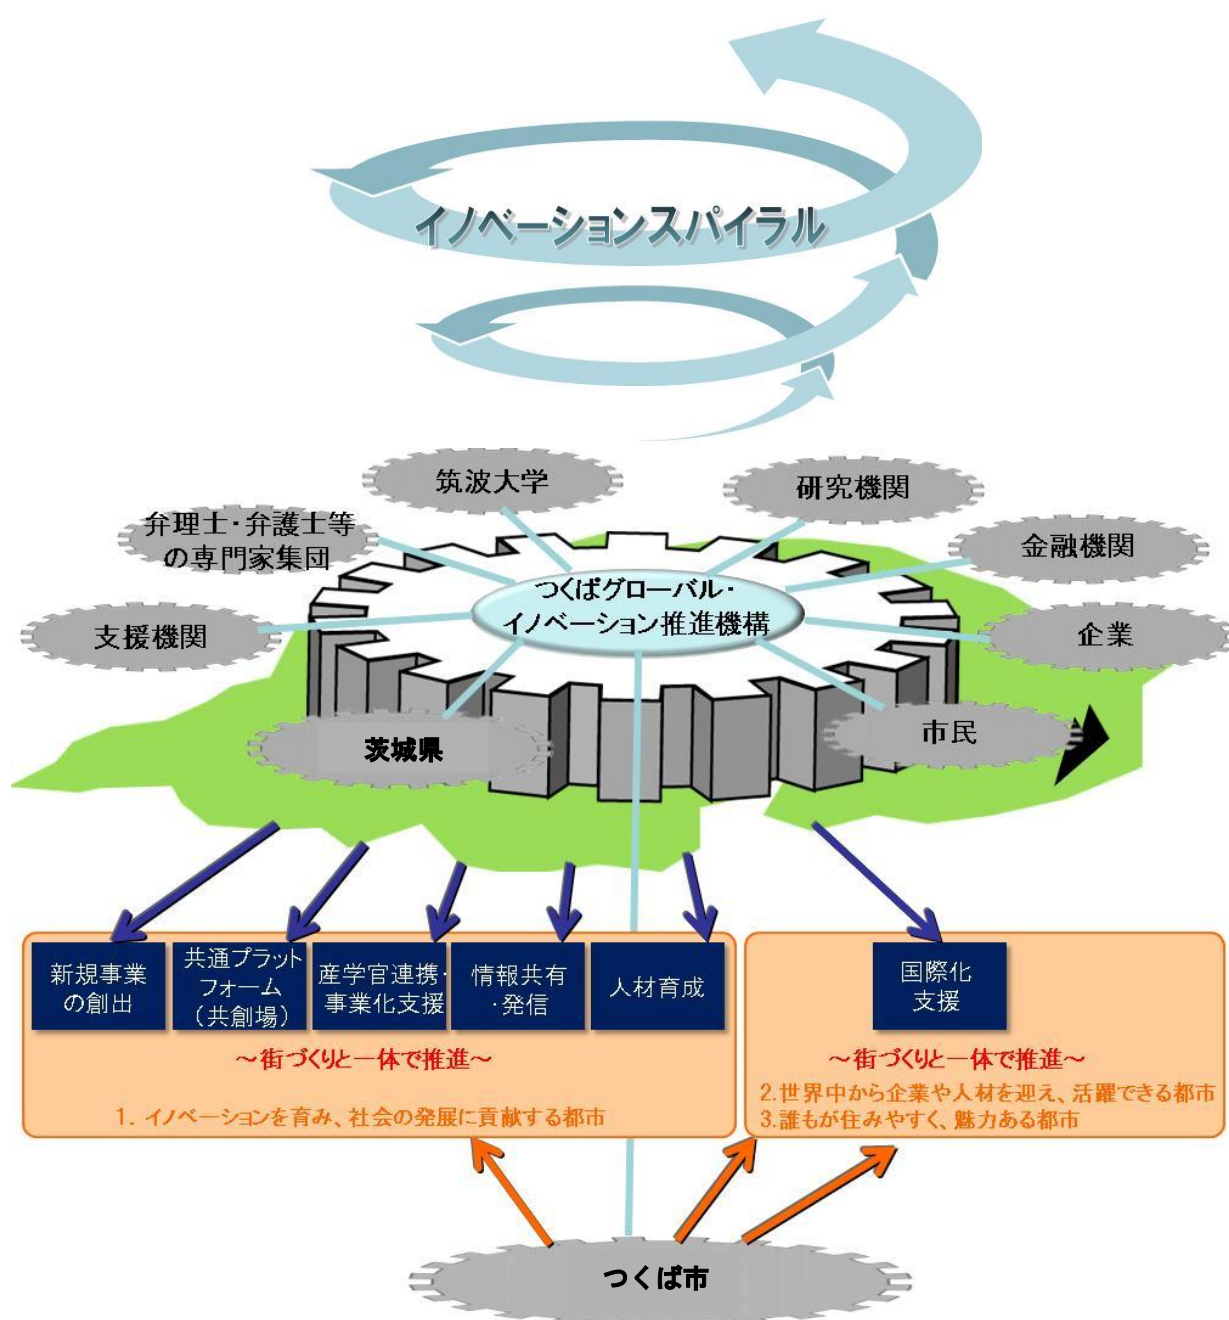 イノベーションスパイラル
筑波大学
研究機関
弁理士・弁護士等
の専門家集団
金融機関
つくばグローバル・
イノベーション推進機構
支援機関
企業
茨城県
市民
新規事業
の創出
共通プラット
フォーム
（共創場）
産学官連携・
事業化支援
情報共有
・発信
人材育成
国際化
支援
～街づくりと一体で推進～
1. イノベーションを育み、社会の発展に貢献する都市
～街づくりと一体で推進～
2.世界中から企業や人材を迎え、活躍できる都市
3.誰もが住みやすく、魅力ある都市
つくば市